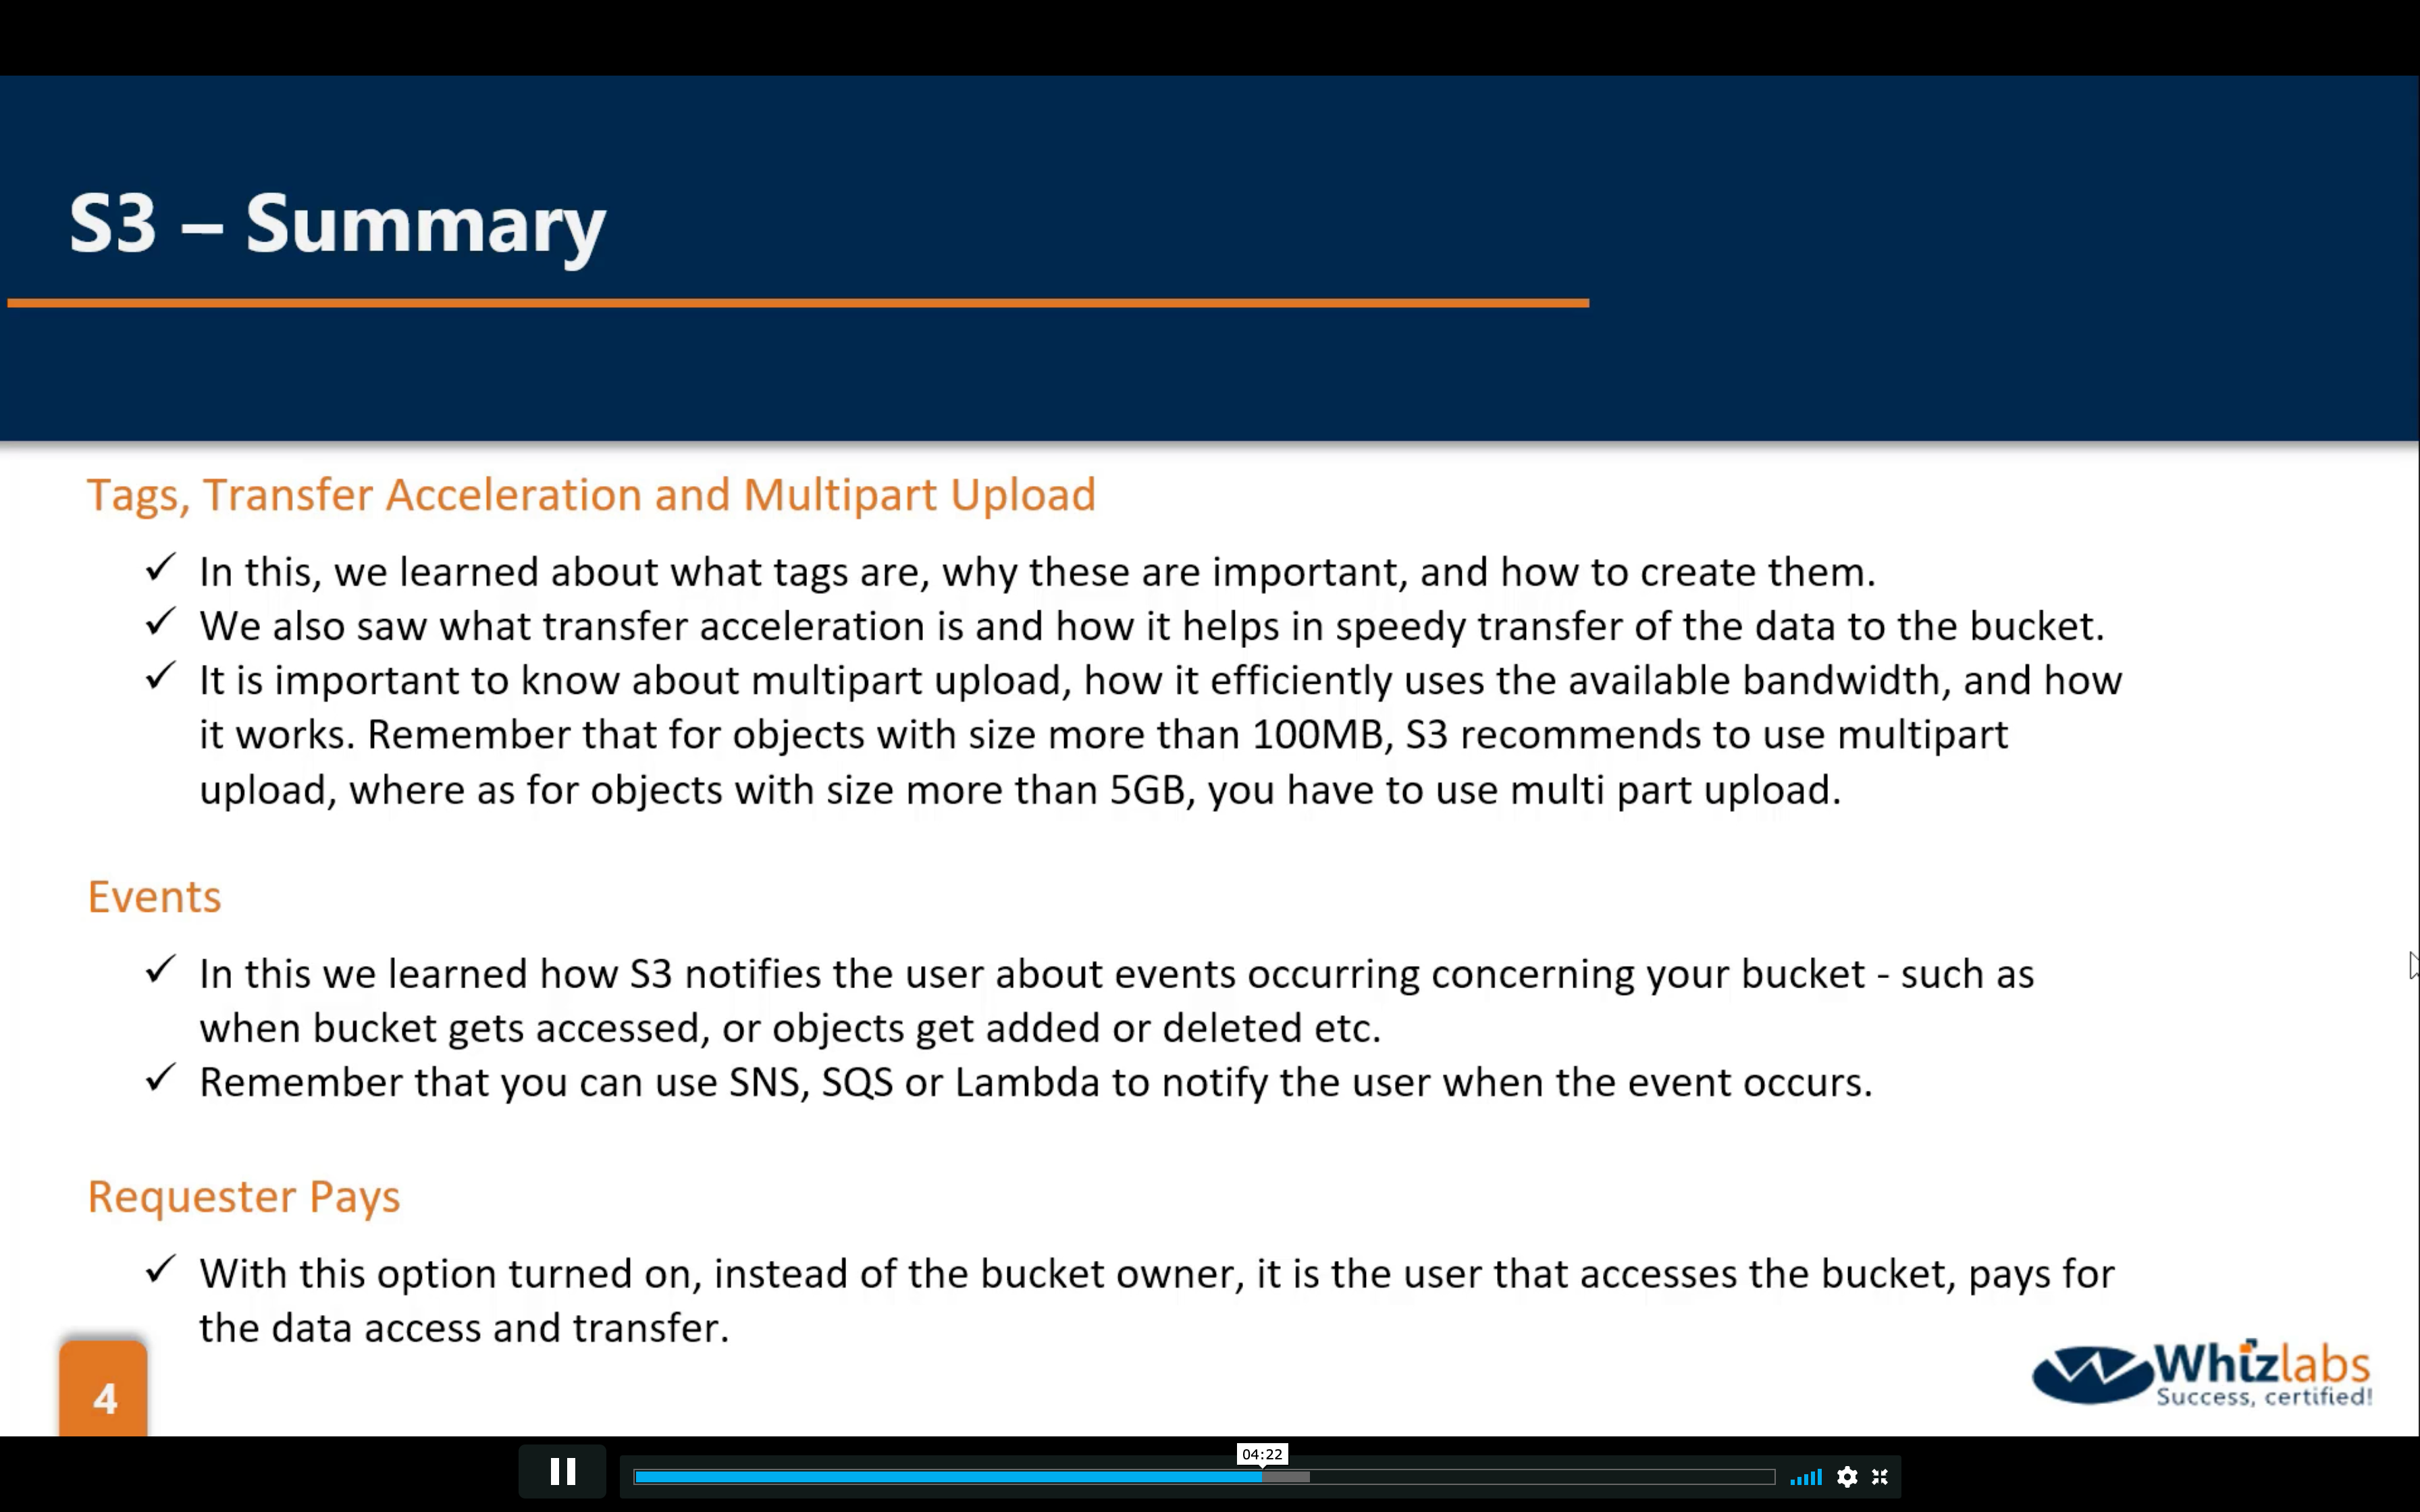 S3 – Summary
Tags, Transfer Acceleration and Multipart Upload
✓ In this, we learned about what tags are, why these are important, and how to create them.
✓ We also saw what transfer acceleration is and how it helps in speedy transfer of the data to the bucket.
✓ It is important to know about multipart upload, how it efficiently uses the available bandwidth, and how
it works. Remember that for objects with size more than 100MB, S3 recommends to use multipart
upload, where as for objects with size more than 5GB, you have to use multi part upload.
Events
✓ In this we learned how S3 notifies the user about events occurring concerning your bucket - such as
when bucket gets accessed, or objects get added or deleted etc.
✓ Remember that you can use SNS, SQS or Lambda to notify the user when the event occurs.
Requester Pays
✓ With this option turned on, instead of the bucket owner, it is the user that accesses the bucket, pays for
the data access and transfer.
4
Whizlabs
Success, certified!
04:22